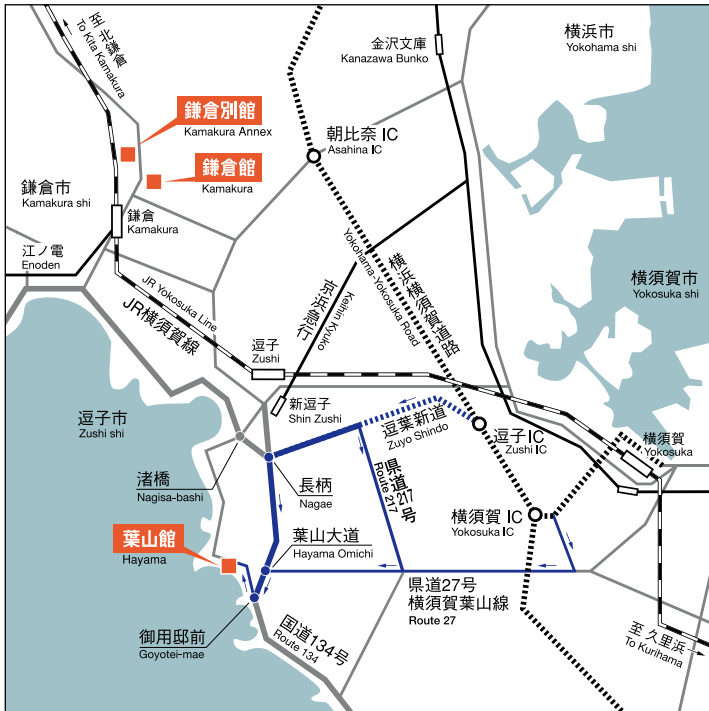 至 北鎌倉
To Kita Kamakura
鎌倉別館
Kamakura Annex
鎌倉館
Kamakura
鎌倉市
Kamakura shi
鎌倉
Kamakura
江ノ電
Enoden
金沢文庫
Kanazawa Bunko
横浜市
Yokohama shi
朝比奈 IC
Asahina IC
横浜横須賀道路
Yokohama-Yokosuka Road
京浜急行
Keihin Kyuko
横須賀市
Yokosuka shi
JR Yokosuka Line
JR横須賀線
逗子
Zushi
新逗子
Shin Zushi
逗子市
Zushi shi
逗葉新道
Zuyo Shindo
逗子 IC
Zushi IC
横須賀
Yokosuka
渚橋
Nagisa-bashi
長柄
Nagae
県道217号
Route 217
横須賀 IC
Yokosuka IC
葉山館
Hayama
葉山大道
Hayama Omichi
県道27号
横須賀葉山線
Route 27
御用邸前
Goyotei-mae
国道134号
Route 134
至 久里浜
To Kurihama